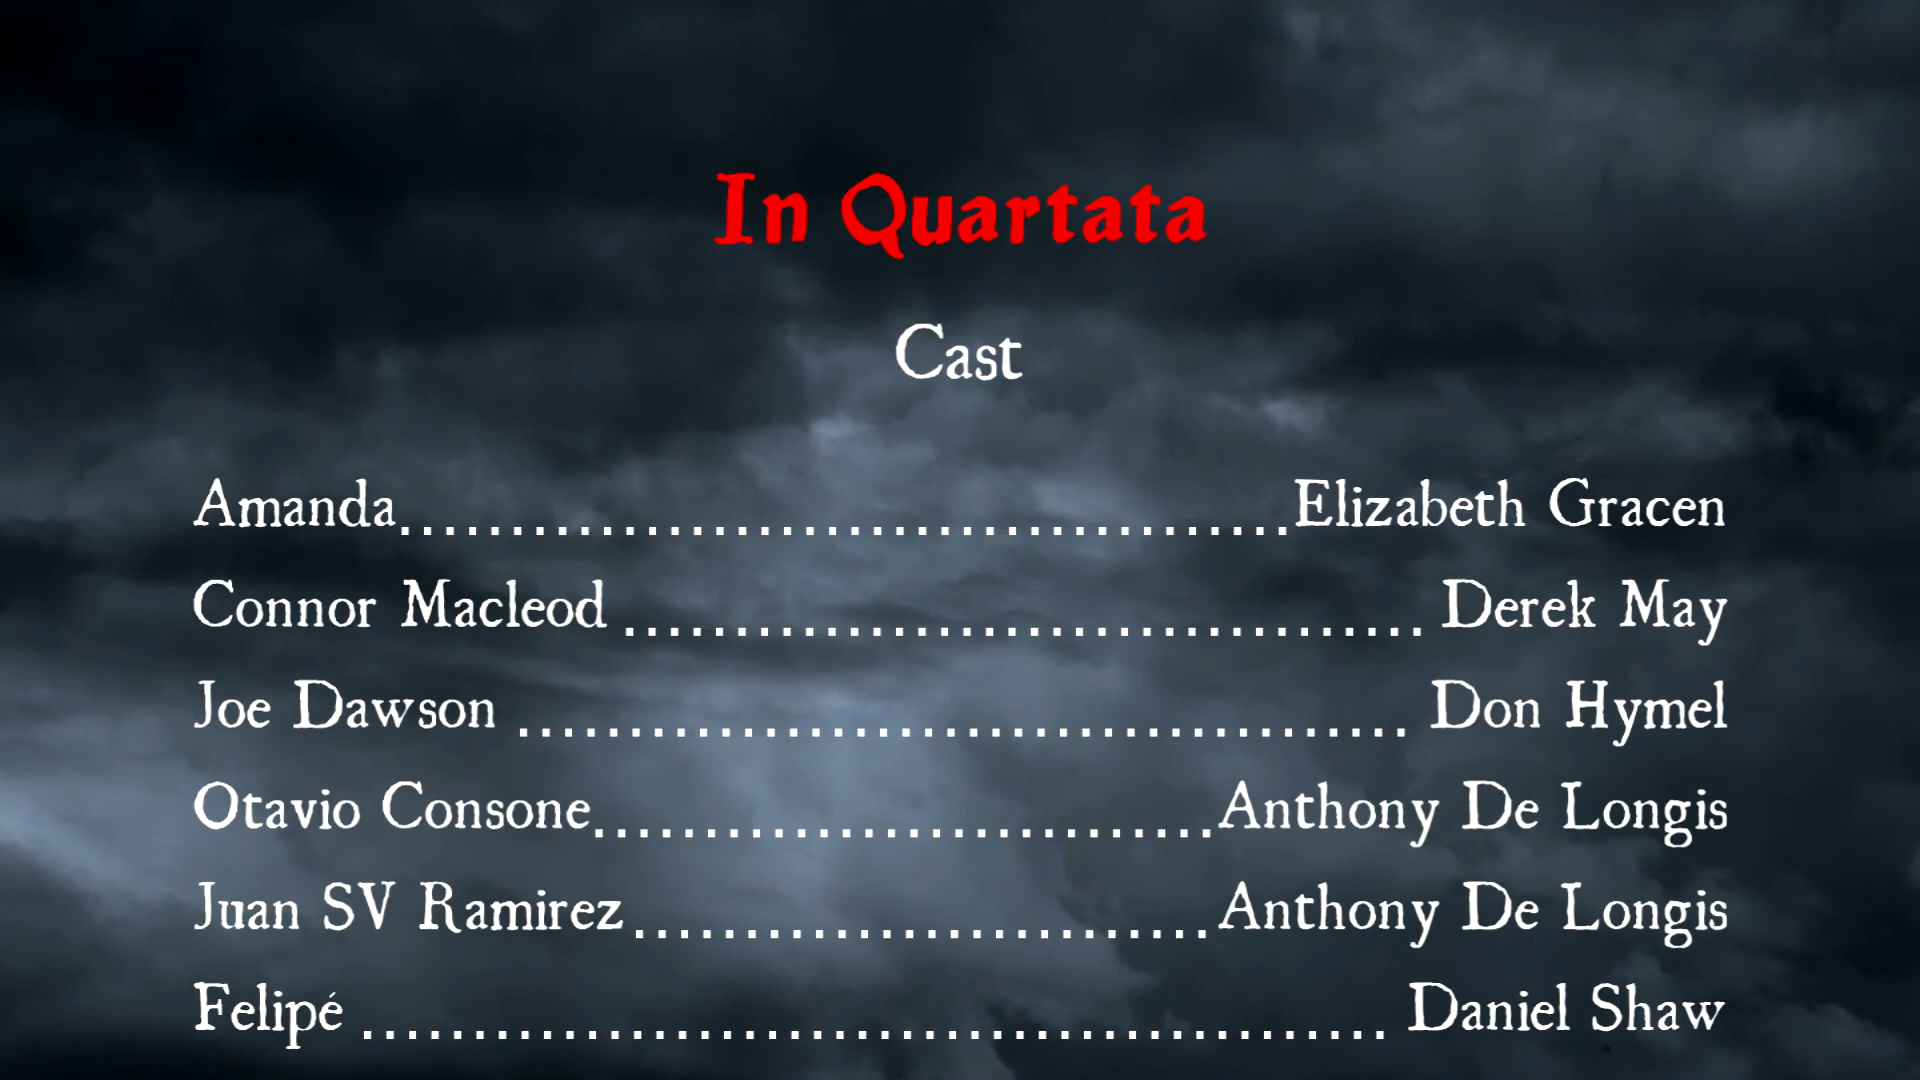 In Quartata
Cast
Amanda........................................Elizabeth Gracen
Connor Macleod .................................... Derek May
Joe Dawson ........................................ Don Hymel
Otavio Consone............................Anthony De Longis
Juan SV Ramirez..........................Anthony De Longis
Felipé .............................................. Daniel Shaw